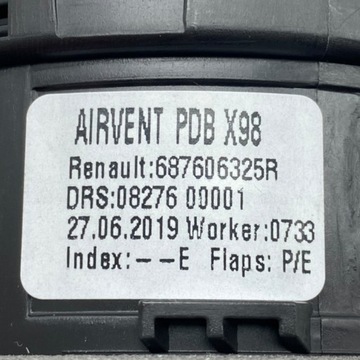 AIRVENT PDB X98
Renault:687606325R
DRS:08276 00001
27.06.2019 Worker:0733
Index:--E Flaps: P/E